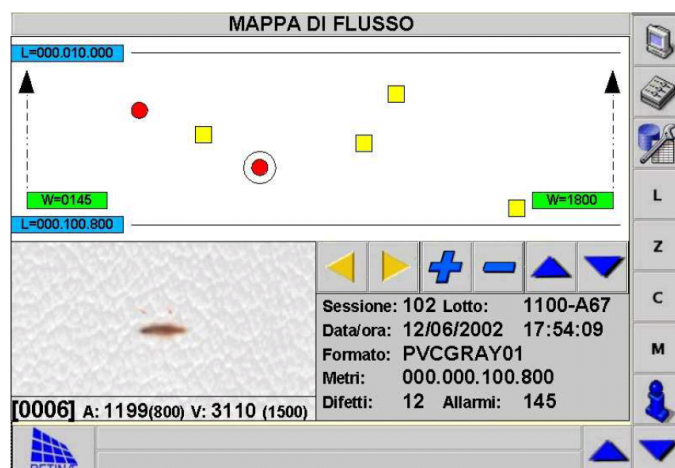 MAPPA DI FLUSSO
L=000.010.000
W=0145
W=1800
L=000.100.800
L
Z
C
M
Sessione: 102 Lotto: 1100-A67
Data/ora: 12/06/2002 17:54:09
Formato: PVCGRAY01
Metri: 000.000.100.800
Difetti: 12 Allarmi: 145
[0006] A: 1199(800) V: 3110 (1500)